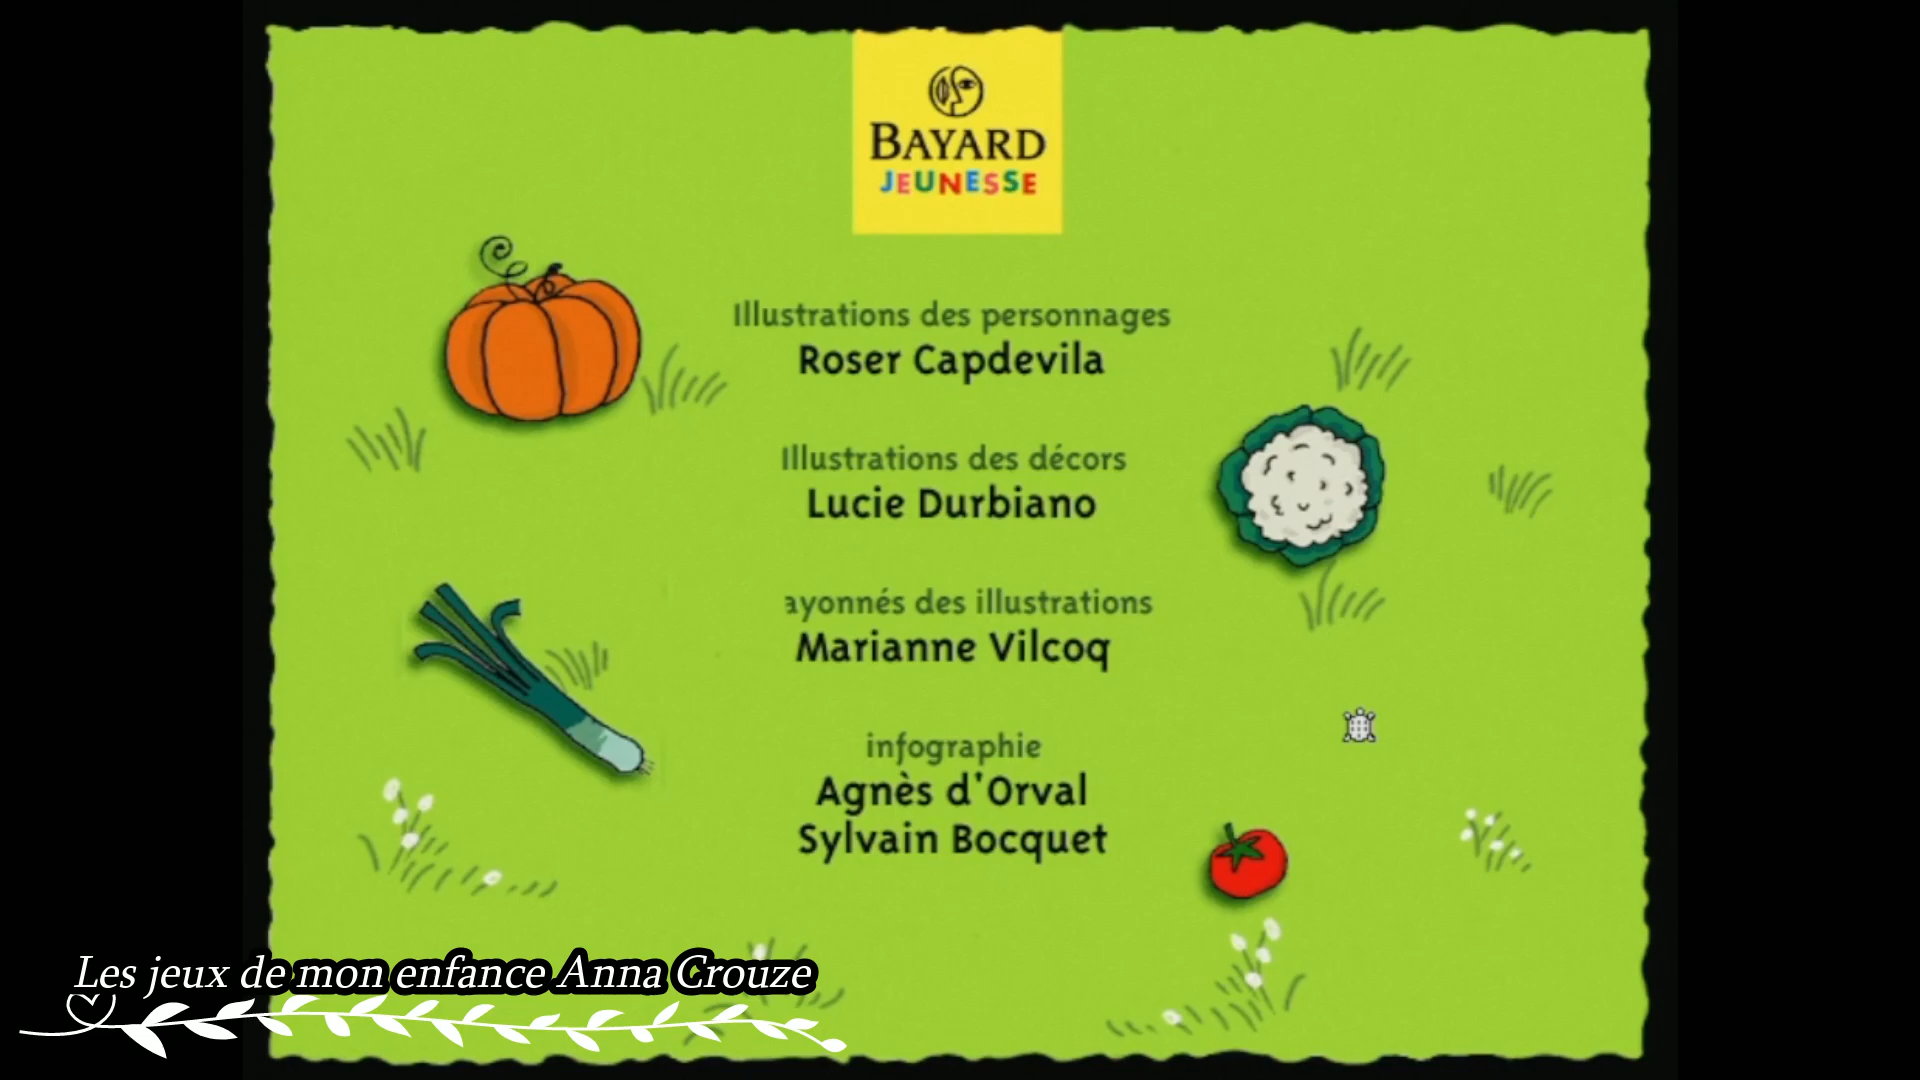 BAYARD
JEUNESSE
Illustrations des personnages
Roser Capdevila
Illustrations des décors
Lucie Durbiano
ayonnés des illustrations
Marianne Vilcoq
infographie
Agnès d'Orval
Sylvain Bocquet
Les jeux de mon enfance Anna Crouze